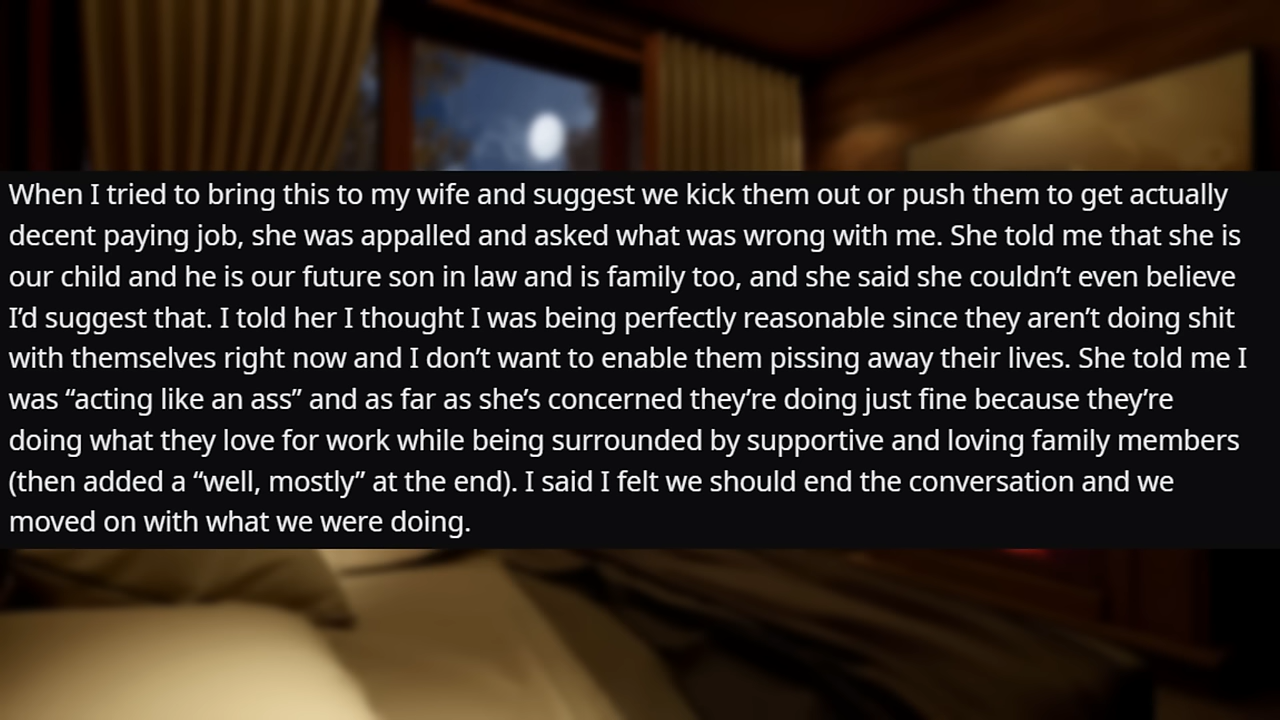 When I tried to bring this to my wife and suggest we kick them out or push them to get actually
decent paying job, she was appalled and asked what was wrong with me. She told me that she is
our child and he is our future son in law and is family too, and she said she couldn’t even believe
I’d suggest that. I told her I thought I was being perfectly reasonable since they aren’t doing shit
with themselves right now and I don’t want to enable them pissing away their lives. She told me I
was “acting like an ass” and as far as she’s concerned they’re doing just fine because they’re
doing what they love for work while being surrounded by supportive and loving family members
(then added a “well, mostly” at the end). I said I felt we should end the conversation and we
moved on with what we were doing.